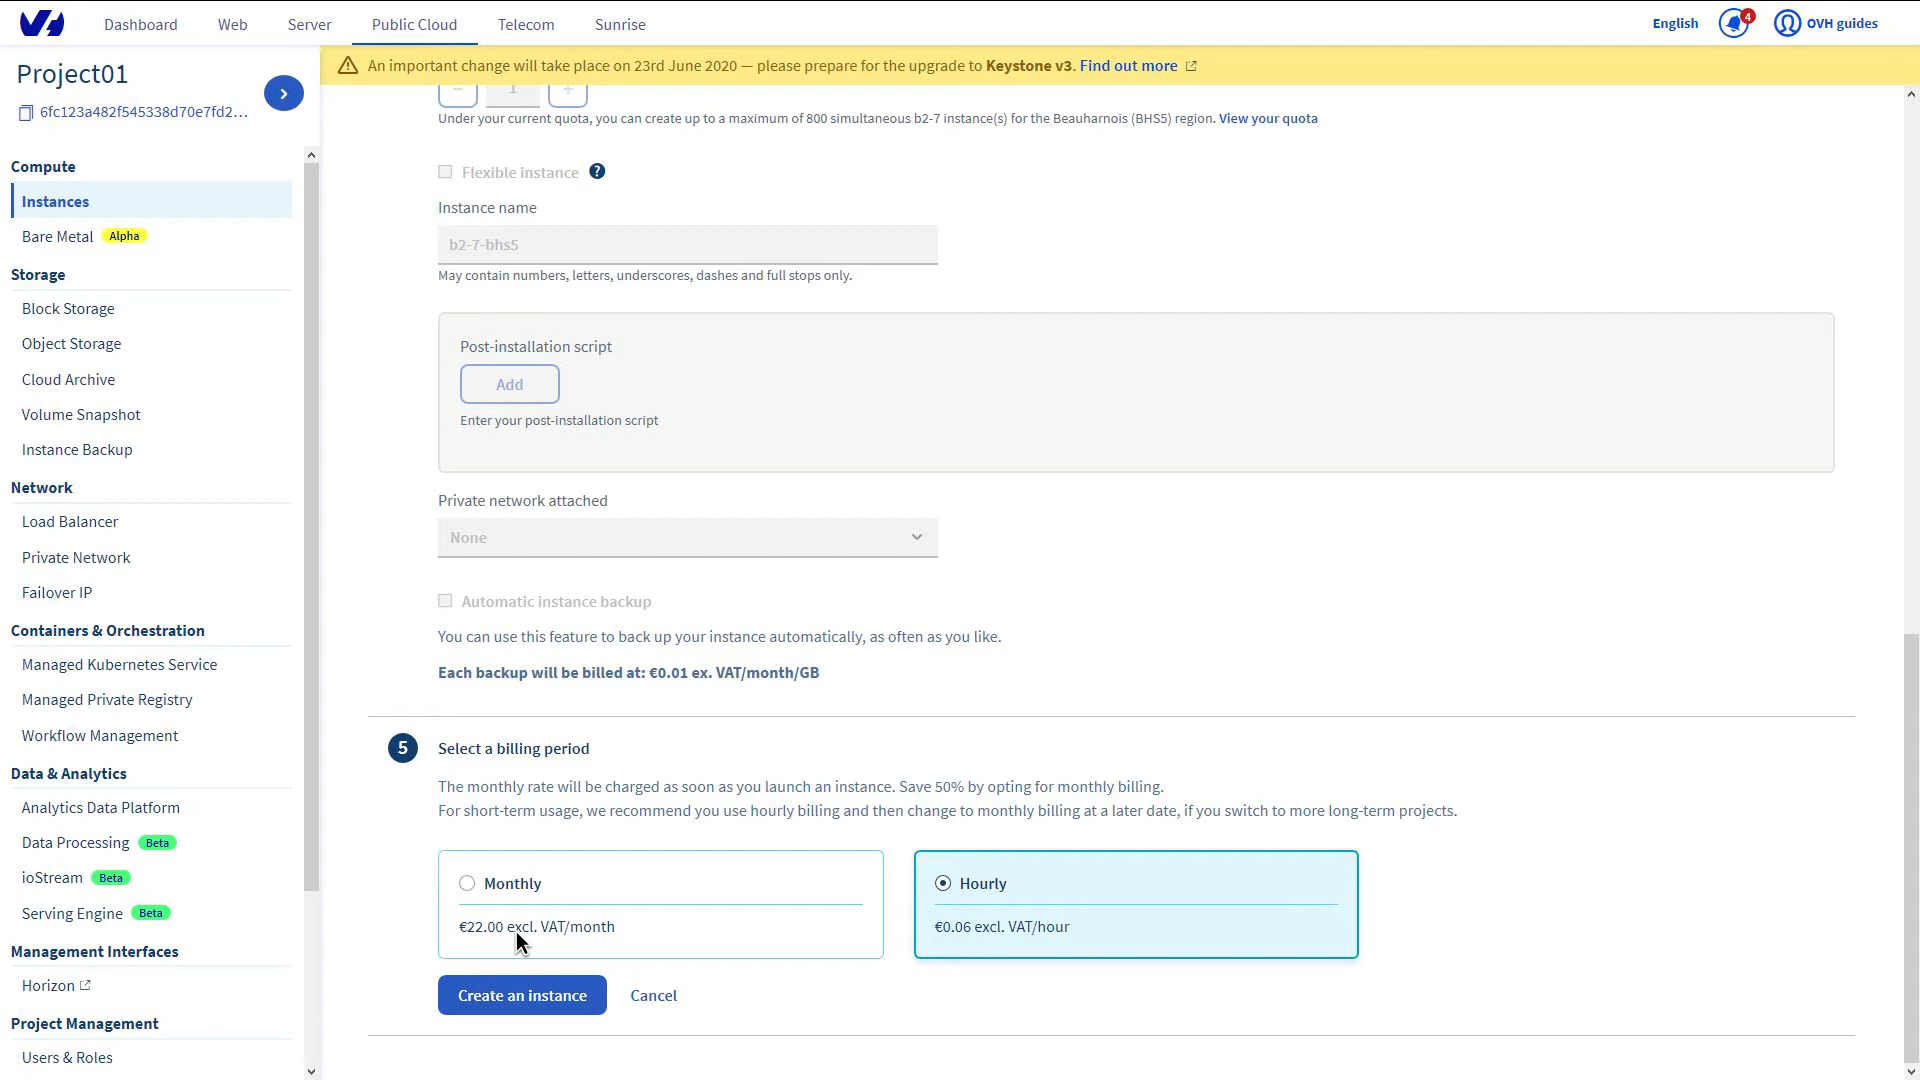 Dashboard
Web
Server
Public Cloud
Telecom
Sunrise
English
4
OVH guides
Project01
6fc123a482f545338d70e7fd2...
An important change will take place on 23rd June 2020 — please prepare for the upgrade to Keystone v3. Find out more
Compute
Instances
Bare Metal Alpha
Storage
Block Storage
Object Storage
Cloud Archive
Volume Snapshot
Instance Backup
Network
Load Balancer
Private Network
Failover IP
Containers & Orchestration
Managed Kubernetes Service
Managed Private Registry
Workflow Management
Data & Analytics
Analytics Data Platform
Data Processing Beta
ioStream Beta
Serving Engine Beta
Management Interfaces
Horizon
Project Management
Users & Roles
1
Under your current quota, you can create up to a maximum of 800 simultaneous b2-7 instance(s) for the Beauharnois (BHS5) region. View your quota
Flexible instance ?
Instance name
b2-7-bhs5
May contain numbers, letters, underscores, dashes and full stops only.
Post-installation script
Add
Enter your post-installation script
Private network attached
None
Automatic instance backup
You can use this feature to back up your instance automatically, as often as you like.
Each backup will be billed at: €0.01 ex. VAT/month/GB
5 Select a billing period
The monthly rate will be charged as soon as you launch an instance. Save 50% by opting for monthly billing.
For short-term usage, we recommend you use hourly billing and then change to monthly billing at a later date, if you switch to more long-term projects.
Monthly
€22.00 excl. VAT/month
Hourly
€0.06 excl. VAT/hour
Create an instance
Cancel